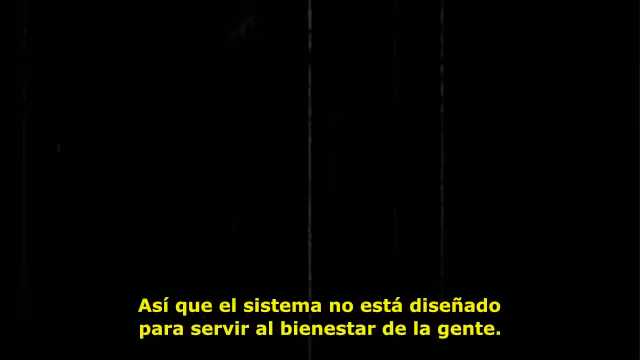 Así que el sistema no está diseñado
para servir al bienestar de la gente.